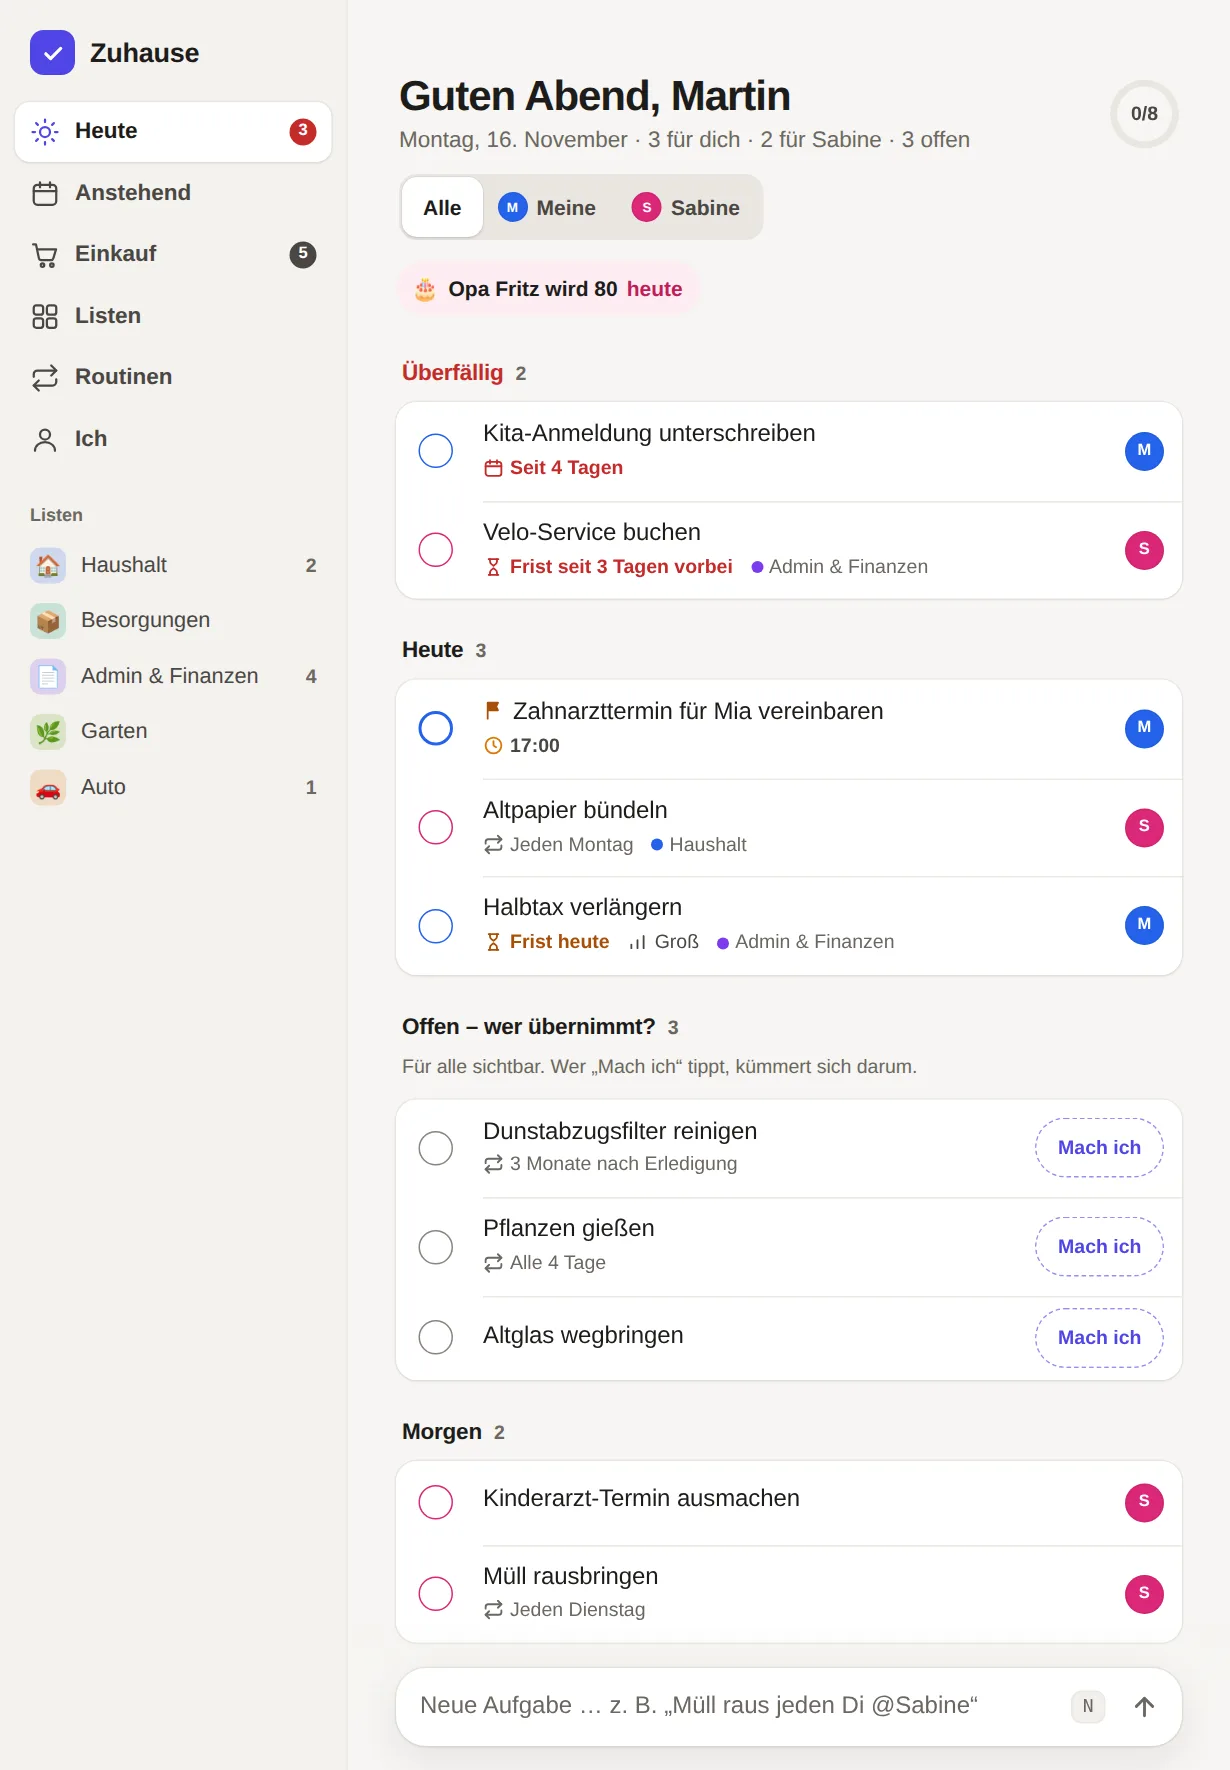 Zuhause
Heute 3
Anstehend
Einkauf 5
Listen
Routinen
Ich
Listen
Haushalt 2
Besorgungen
Admin & Finanzen 4
Garten
Auto 1
Guten Abend, Martin
0/8
Montag, 16. November · 3 für dich · 2 für Sabine · 3 offen
Alle M Meine S Sabine
Opa Fritz wird 80 heute
Überfällig 2
Kita-Anmeldung unterschreiben
Seit 4 Tagen
M
Velo-Service buchen
Frist seit 3 Tagen vorbei Admin & Finanzen
S
Heute 3
Zahnarzttermin für Mia vereinbaren
17:00
M
Altpapier bündeln
Jeden Montag Haushalt
S
Halbtax verlängern
Frist heute Groß Admin & Finanzen
M
Offen – wer übernimmt? 3
Für alle sichtbar. Wer „Mach ich“ tippt, kümmert sich darum.
Dunstabzugsfilter reinigen
3 Monate nach Erledigung
Mach ich
Pflanzen gießen
Alle 4 Tage
Mach ich
Altglas wegbringen
Mach ich
Morgen 2
Kinderarzt-Termin ausmachen
S
Müll rausbringen
Jeden Dienstag
S
Neue Aufgabe … z. B. „Müll raus jeden Di @Sabine“ N